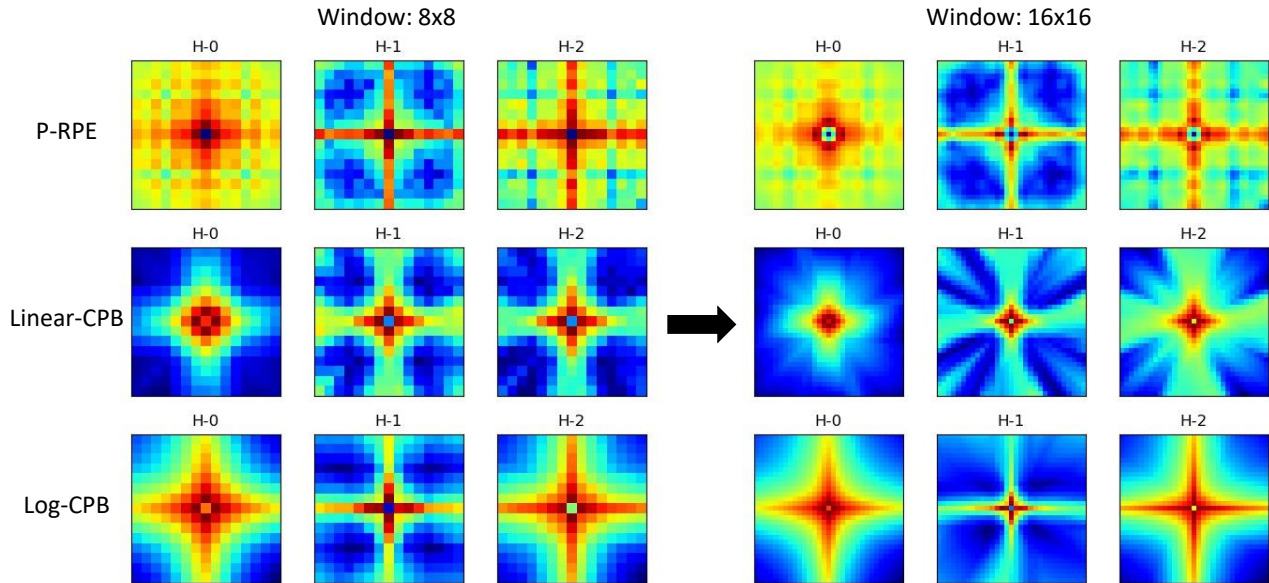 Window: 8x8 Window: 16x16
H-0 H-1 H-2 H-0 H-1 H-2
P-RPE
H-0 H-1 H-2 H-0 H-1 H-2
Linear-CPB
H-0 H-1 H-2 H-0 H-1 H-2
Log-CPB